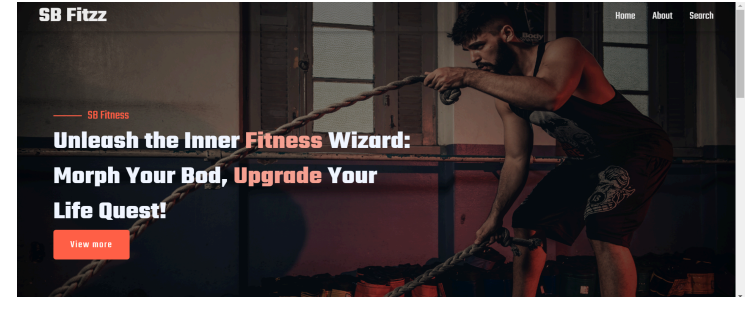 SB Fitzz
Home About Search
SB Fitness
Unleash the Inner Fitness Wizard:
Morph Your Bod, Upgrade Your
Life Quest!
View more
Body